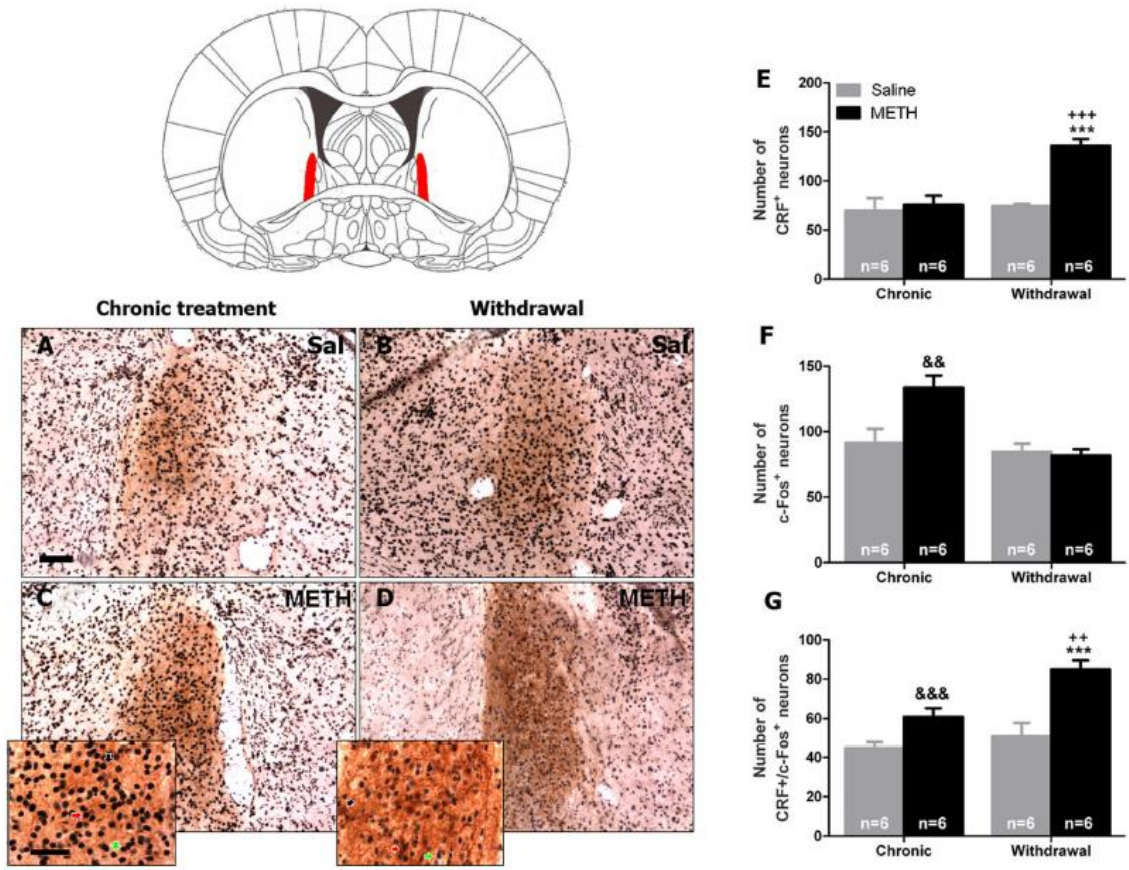 Chronic treatment
Withdrawal
A
Sal
B
Sal
C
METH
D
METH
E
Saline
METH
Number of
CRF⁺ neurons
200
150
100
50
0
+++
***
n=6
n=6
n=6
n=6
Chronic
Withdrawal
F
Number of
c-Fos⁺ neurons
150
100
50
0
&&
n=6
n=6
n=6
n=6
Chronic
Withdrawal
G
Number of
CRF+/c-Fos⁺ neurons
100
80
60
40
20
0
&&&
++
***
n=6
n=6
n=6
n=6
Chronic
Withdrawal